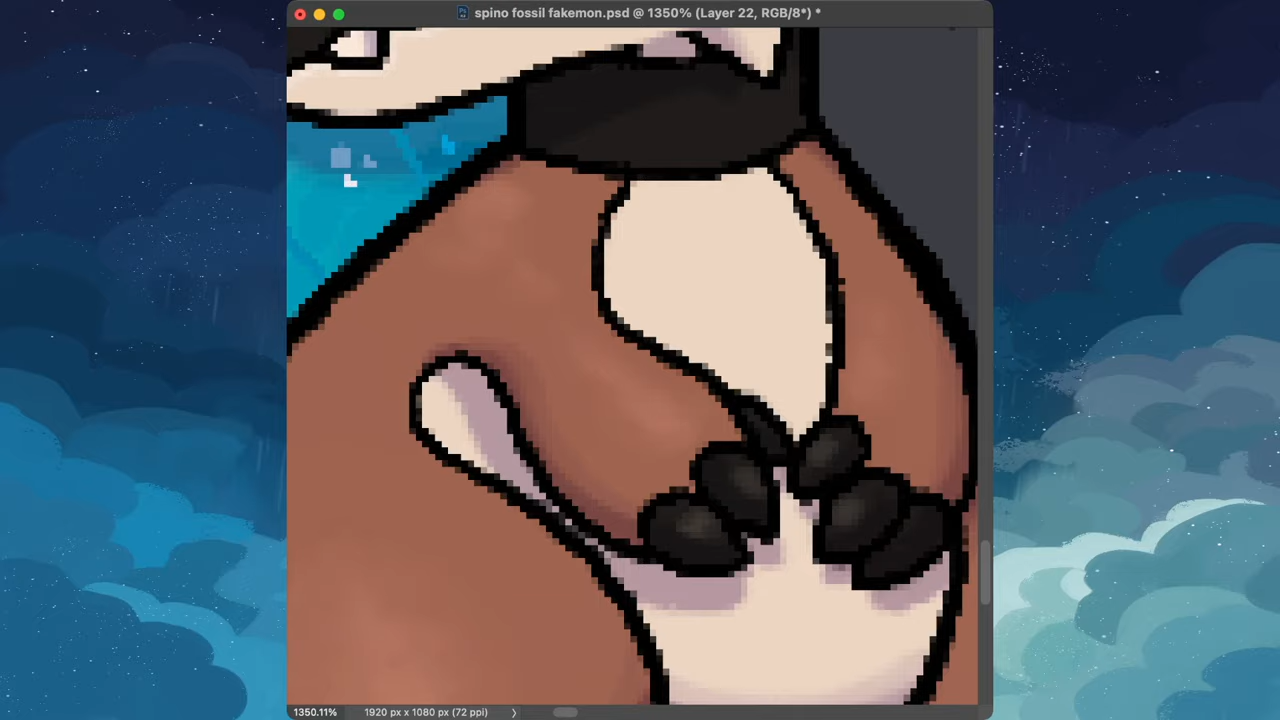 spino fossil fakemon.psd @ 1350% (Layer 22, RGB/8*) *
1350.11% 1920 px x 1080 px (72 ppi)